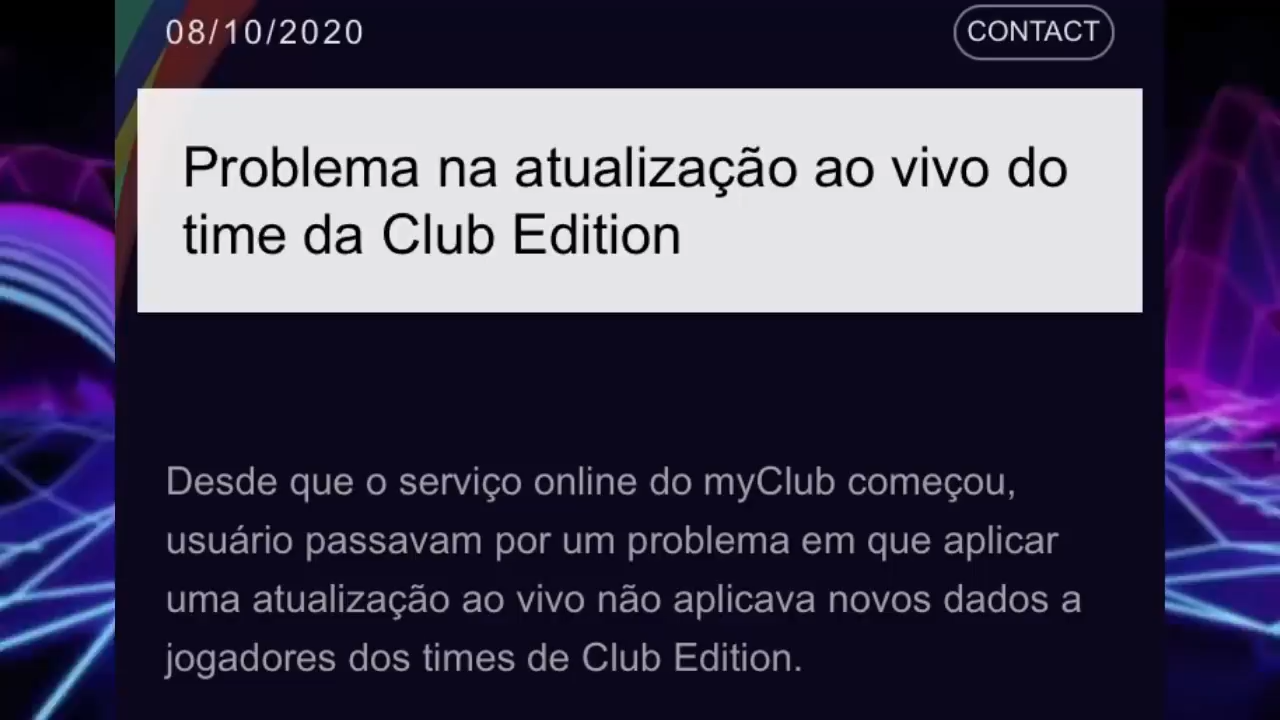 08/10/2020
CONTACT
Problema na atualização ao vivo do
time da Club Edition
Desde que o serviço online do myClub começou,
usuário passavam por um problema em que aplicar
uma atualização ao vivo não aplicava novos dados a
jogadores dos times de Club Edition.